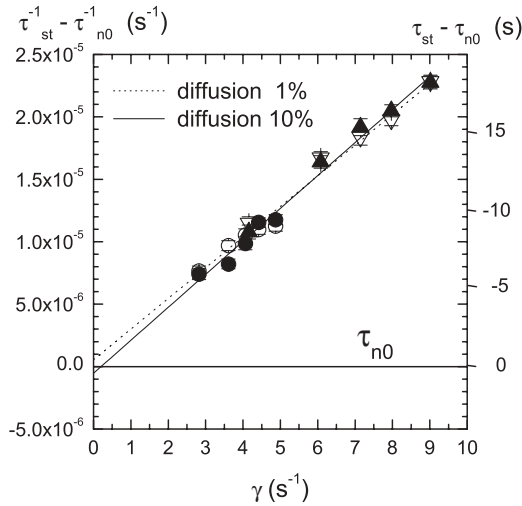 τ⁻¹st - τ⁻¹n0 (s⁻¹)
τst - τn0 (s)
2.5x10⁻⁵
2.0x10⁻⁵
1.5x10⁻⁵
1.0x10⁻⁵
5.0x10⁻⁶
0.0
-5.0x10⁻⁶
diffusion 1%
diffusion 10%
15
-10
-5
0
τn0
0 1 2 3 4 5 6 7 8 9 10
γ (s⁻¹)